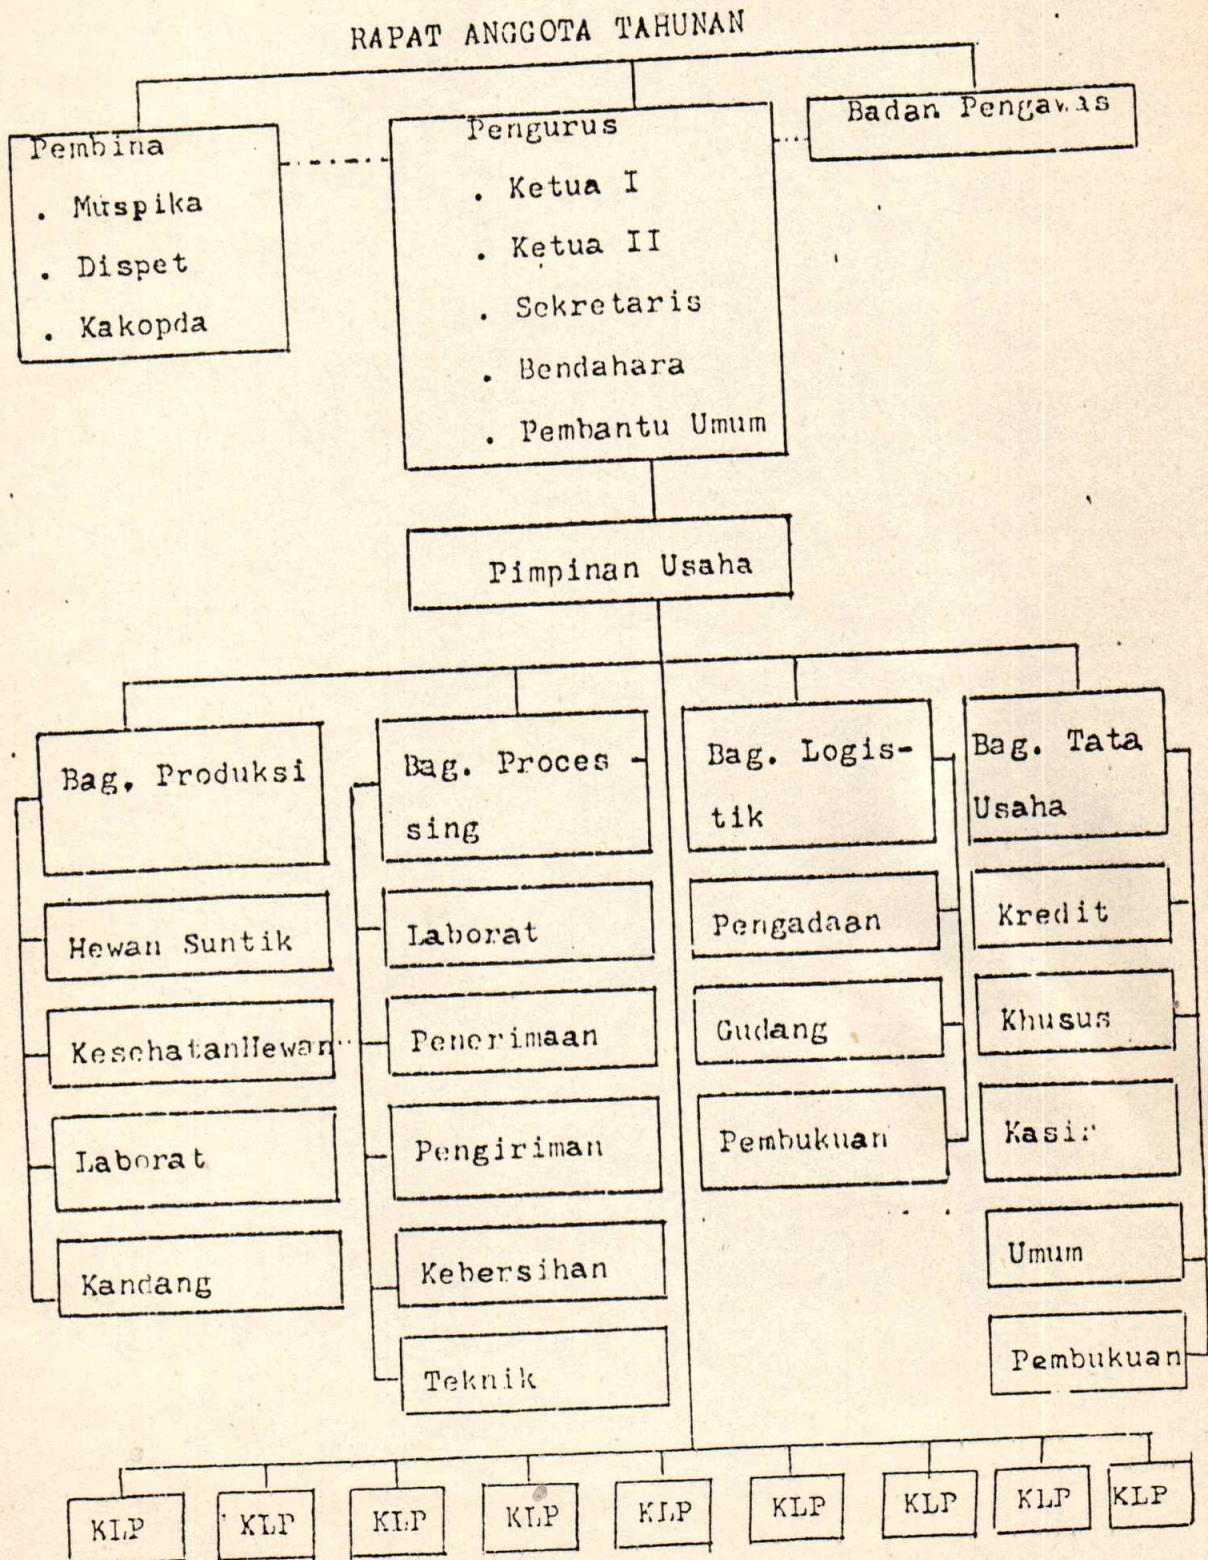 RAPAT ANGGOTA TAHUNAN
Pembina
. Muspika
. Dispet
. Kakopda
Pengurus
. Ketua I
. Ketua II
. Sekretaris
. Bendahara
. Pembantu Umum
Badan Pengawas
Pimpinan Usaha
Bag. Produksi
Hewan Suntik
KesehatanHewan
Laborat
Kandang
Bag. Proces -
sing
Laborat
Penerimaan
Pengiriman
Kebersihan
Teknik
Bag. Logis-
tik
Pengadaan
Gudang
Pembukuan
Bag. Tata
Usaha
Kredit
Khusus
Kasir
Umum
Pembukuan
KLP KLP KLP KLP KLP KLP KLP KLP KLP